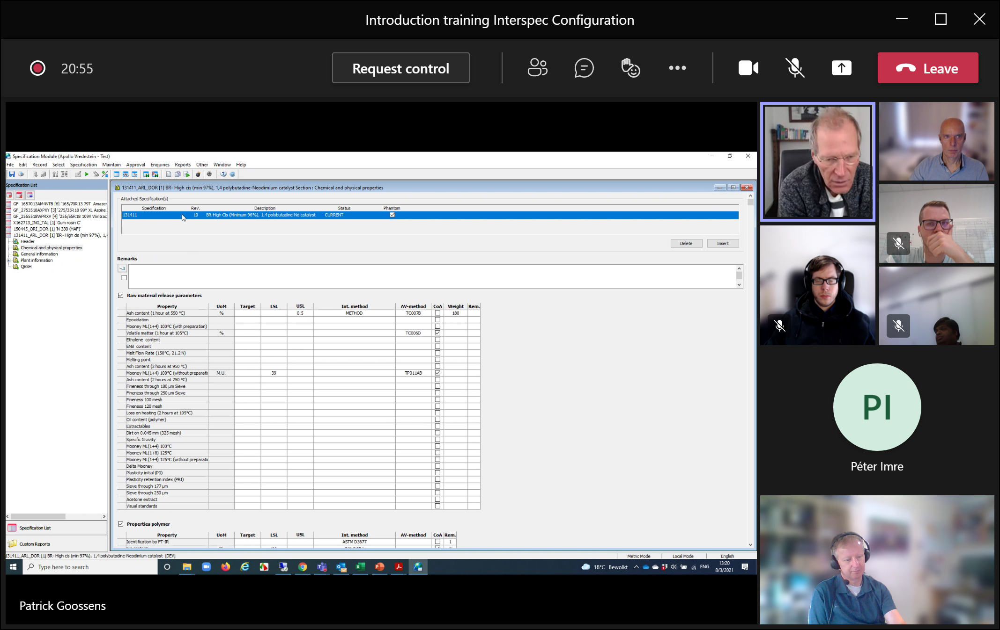 Introduction training Interspec Configuration
20:55
Request control
Leave
Specification Module (Apollo Vredestein - Test)
File Edit Record Select Specification Maintain Approval Enquiries Reports Other Window Help
Specification List
GF_1657013AM4NTB [6] '165/70R13 79T Amazer
GF_2753518AXPXY [3] '275/35R18 99Y XL Aspire
GF_2555518WPRXV [4] '255/55R18 109V Wintrac
X162713_ING_TAL [1] 'Gum rosin C'
150445_ORI_DOR [1] 'N 330 (HAF)'
131411_ARL_DOR [1] 'BR- High cis (min 97%), 1,
Header
Chemical and physical properties
General information
Plant information
QESH
Specification List
Custom Reports
131411_ARL_DOR [1] BR- High cis (min 97%), 1,4 polybutadine-Neodimium catalyst Section : Chemical and physical properties
Attached Specification(s)
Specification Rev. Description Status Phantom
131411 10 BR-High Cis (Minimum 96%), 1,4 polybutadine-Nd catalyst CURRENT
Delete Insert
Remarks
Raw material release parameters
Property UoM Target LSL USL Int. method AV-method CoA Weight Rem.
Ash content (1 hour at 550 °C) % 0.5 METHOD TC007B 180
Epoxidation
Mooney ML(1+4) 100°C (with preparation)
Volatile matter (1 hour at 105°C) % TC006D
Ethylene content
ENB content
Melt Flow Rate (150°C, 21.2 N)
Melting point
Ash content (2 hours at 950 °C)
Mooney ML(1+4) 100°C (without preparatic M.U. 39 TP011AB
Ash content (2 hours at 750 °C)
Fineness through 180 µm Sieve
Fineness through 250 µm Sieve
Fineness 100 mesh
Fineness 120 mesh
Loss on heating (2 hours at 105°C)
Oil content (polymer)
Extractables
Dirt on 0.045 mm (325 mesh)
Specific Gravity
Mooney ML(1+4) 100°C
Mooney ML(1+8) 125°C
Mooney ML(1+4) 125°C (without preparatic
Delta Mooney
Plasticity initial (P0)
Plasticity retention index (PRI)
Sieve through 177 µm
Sieve through 250 µm
Acetone extract
Visual standards
Properties polymer
Property UoM Target LSL USL Int. method AV-method CoA Rem.
Identification by FT-IR ASTM D3677 1
131411_ARL_DOR [1] BR- High cis (min 97%), 1,4 polybutadine-Neodimium catalyst [DEV]
Metric Mode Local Mode English
Type here to search
18°C Bewolkt
ENG
13:20
8/3/2021
Patrick Goossens
PI
Péter Imre